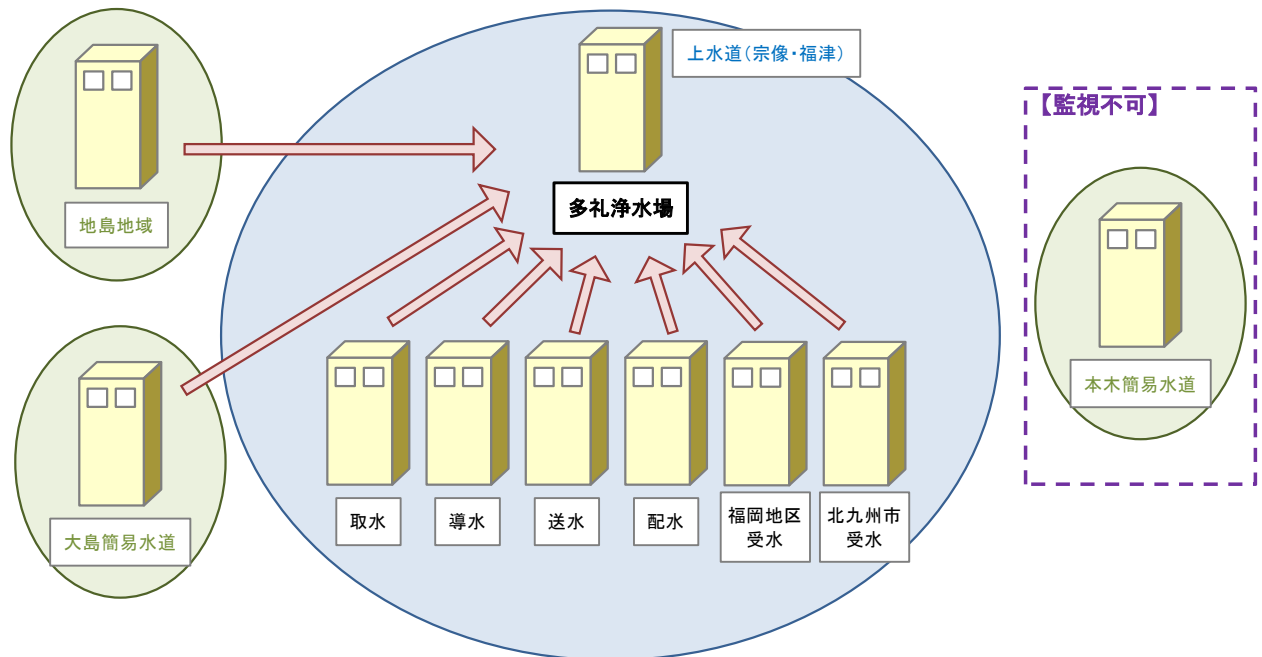 上水道（宗像・福津）
【監視不可】
多礼浄水場
地島地域
本木簡易水道
大島簡易水道
取水
導水
送水
配水
福岡地区
受水
北九州市
受水